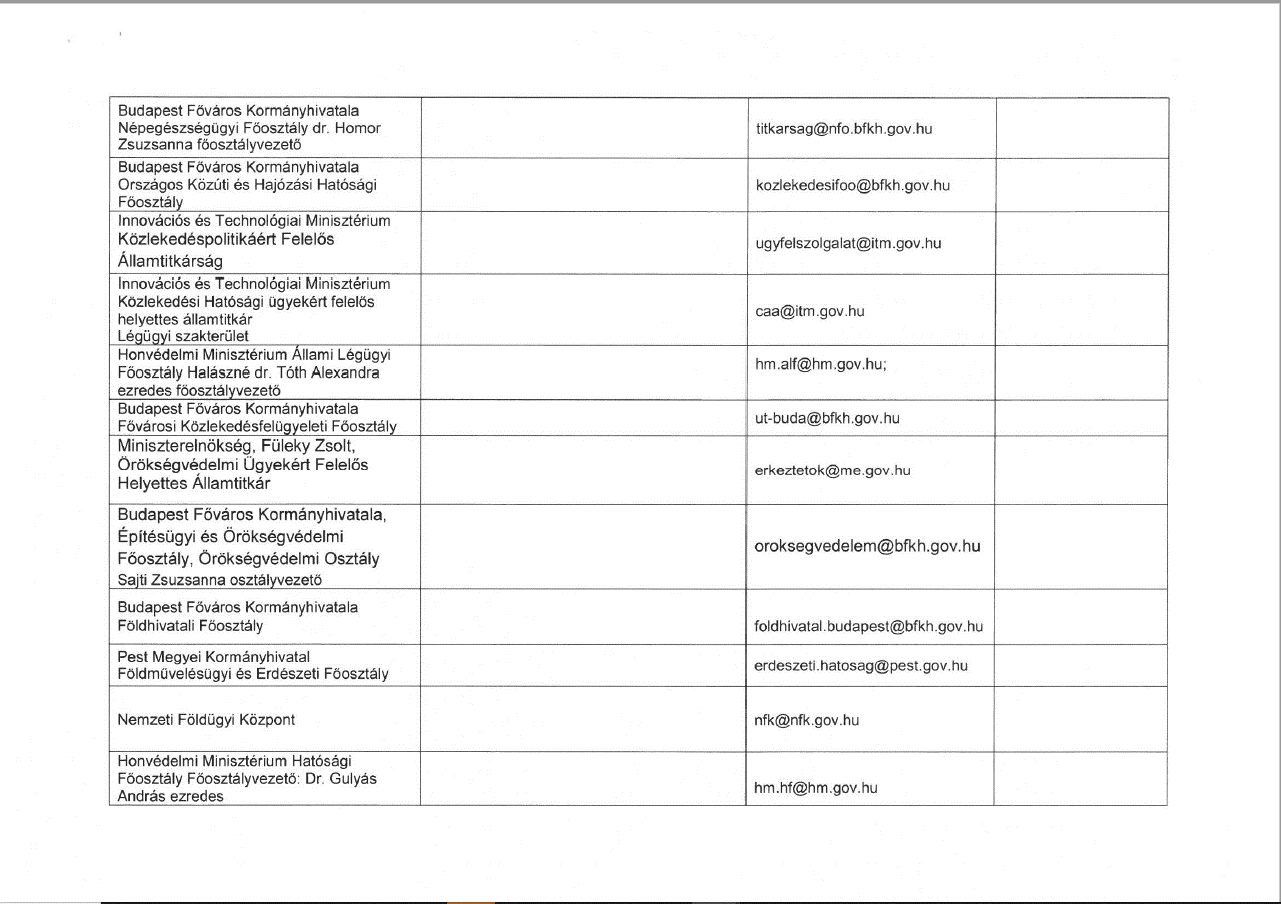 Budapest Főváros Kormányhivatala
Népegészségügyi Főosztály dr. Homor
Zsuzsanna főosztályvezető
titkarsag@nfo.bfkh.gov.hu
Budapest Főváros Kormányhivatala
Országos Közúti és Hajózási Hatósági
Főosztály
kozlekedesifoo@bfkh.gov.hu
Innovációs és Technológiai Minisztérium
Közlekedéspolitikáért Felelős
Államtitkárság
ugyfelszolgalat@itm.gov.hu
Innovációs és Technológiai Minisztérium
Közlekedési Hatósági ügyekért felelős
helyettes államtitkár
Légügyi szakterület
caa@itm.gov.hu
Honvédelmi Minisztérium Állami Légügyi
Főosztály Halászné dr. Tóth Alexandra
ezredes főosztályvezető
hm.alf@hm.gov.hu;
Budapest Főváros Kormányhivatala
Fővárosi Közlekedésfelügyeleti Főosztály
ut-buda@bfkh.gov.hu
Miniszterelnökség, Füleky Zsolt,
Örökségvédelmi Ügyekért Felelős
Helyettes Államtitkár
erkeztetok@me.gov.hu
Budapest Főváros Kormányhivatala,
Építésügyi és Örökségvédelmi
Főosztály, Örökségvédelmi Osztály
Sajti Zsuzsanna osztályvezető
oroksegvedelem@bfkh.gov.hu
Budapest Főváros Kormányhivatala
Földhivatali Főosztály
foldhivatal.budapest@bfkh.gov.hu
Pest Megyei Kormányhivatal
Földművelésügyi és Erdészeti Főosztály
erdeszeti.hatosag@pest.gov.hu
Nemzeti Földügyi Központ
nfk@nfk.gov.hu
Honvédelmi Minisztérium Hatósági
Főosztály Főosztályvezető: Dr. Gulyás
András ezredes
hm.hf@hm.gov.hu